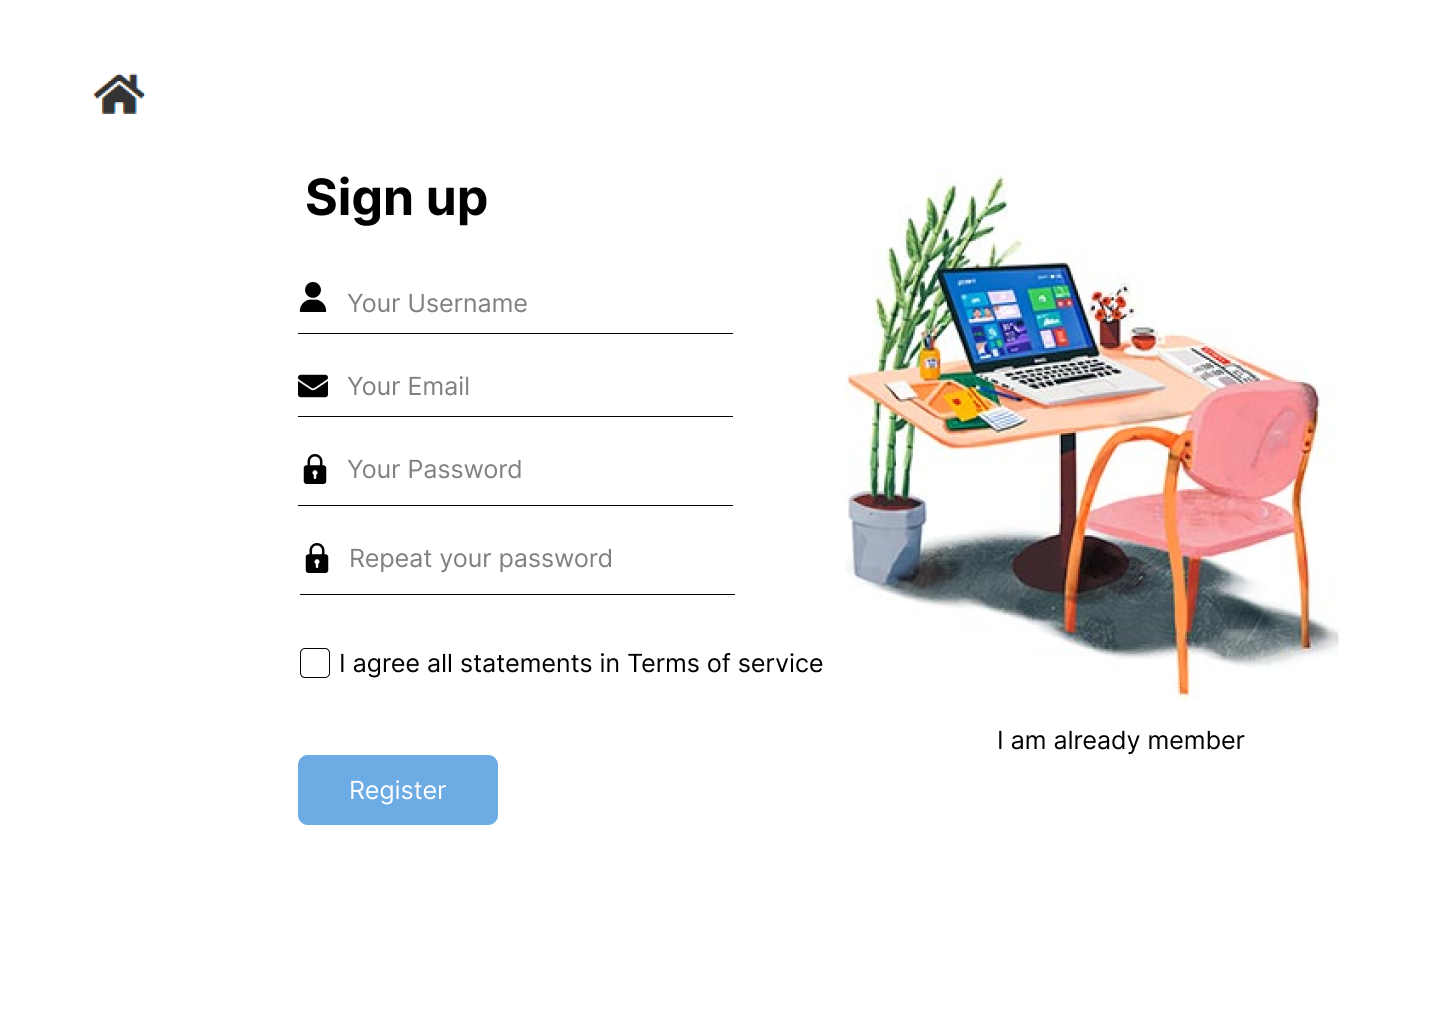 Sign up
Your Username
Your Email
Your Password
Repeat your password
I agree all statements in Terms of service
Register
I am already member